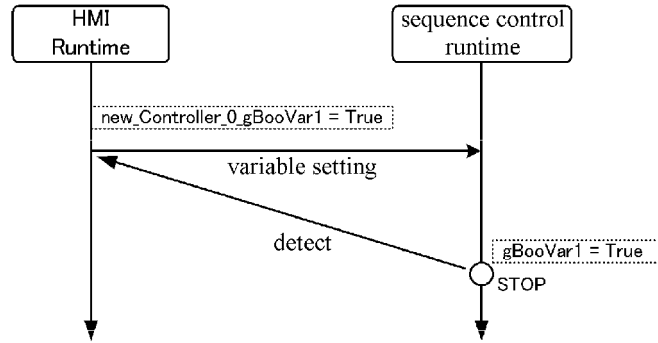 HMI
Runtime
sequence control
runtime
new_Controller_0_gBooVar1 = True
variable setting
detect
gBooVar1 = True
STOP